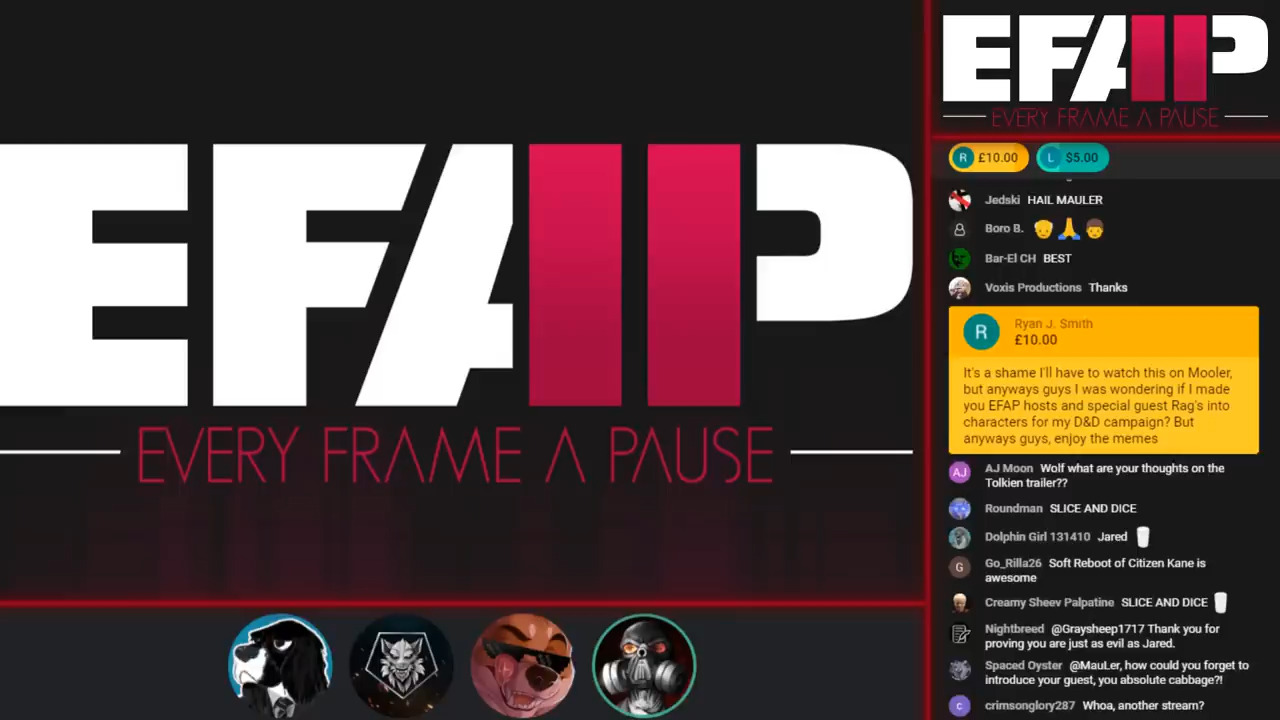 EFAP
EVERY FRAME A PAUSE
EFAP
EVERY FRAME A PAUSE
R £10.00 L $5.00
Jedski HAIL MAULER
Boro B. 👴🙏👨
Bar-El CH BEST
Voxis Productions Thanks
R Ryan J. Smith
£10.00
It's a shame I'll have to watch this on Mooler,
but anyways guys I was wondering if I made
you EFAP hosts and special guest Rag's into
characters for my D&D campaign? But
anyways guys, enjoy the memes
AJ AJ Moon Wolf what are your thoughts on the
Tolkien trailer??
Roundman SLICE AND DICE
Dolphin Girl 131410 Jared 🥛
G Go_Rilla26 Soft Reboot of Citizen Kane is
awesome
Creamy Sheev Palpatine SLICE AND DICE 🥛
Nightbreed @Graysheep1717 Thank you for
proving you are just as evil as Jared.
Spaced Oyster @MauLer, how could you forget to
introduce your guest, you absolute cabbage?!
c crimsonglory287 Whoa, another stream?